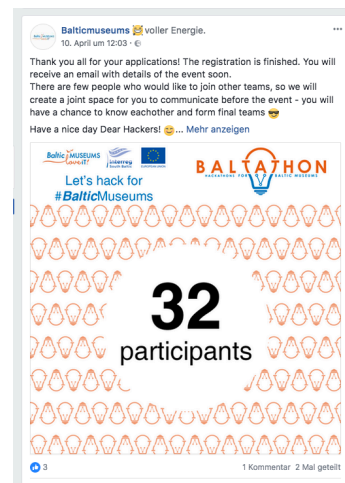 Balticmuseums 😹 voller Energie.
10. April um 12:03 ·
Thank you all for your applications! The registration is finished. You will
receive an email with details of the event soon.
There are few people who would like to join other teams, so we will
create a joint space for you to communicate before the event - you will
have a chance to know eachother and form final teams 😎
Have a nice day Dear Hackers! 😊... Mehr anzeigen
Baltic MUSEUMS
Love it!
Interreg
South Baltic
EUROPEAN UNION
BALTATHON
HACKATHONS FOR BALTIC MUSEUMS
Let's hack for
#BalticMuseums
32
participants
3
1 Kommentar 2 Mal geteilt